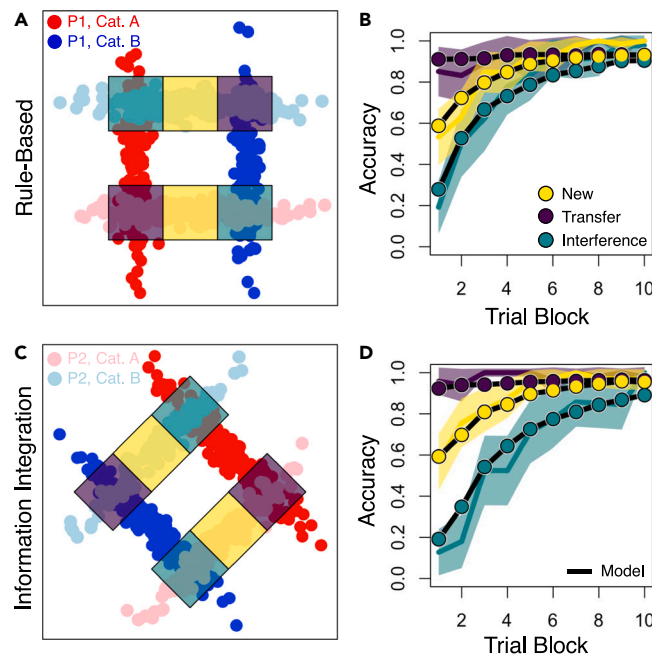 A
P1, Cat. A
P1, Cat. B
Rule-Based
B
Accuracy
1.0
0.8
0.6
0.4
0.2
0.0
New
Transfer
Interference
2 4 6 8 10
Trial Block
C
P2, Cat. A
P2, Cat. B
Information Integration
D
Accuracy
1.0
0.8
0.6
0.4
0.2
0.0
Model
2 4 6 8 10
Trial Block